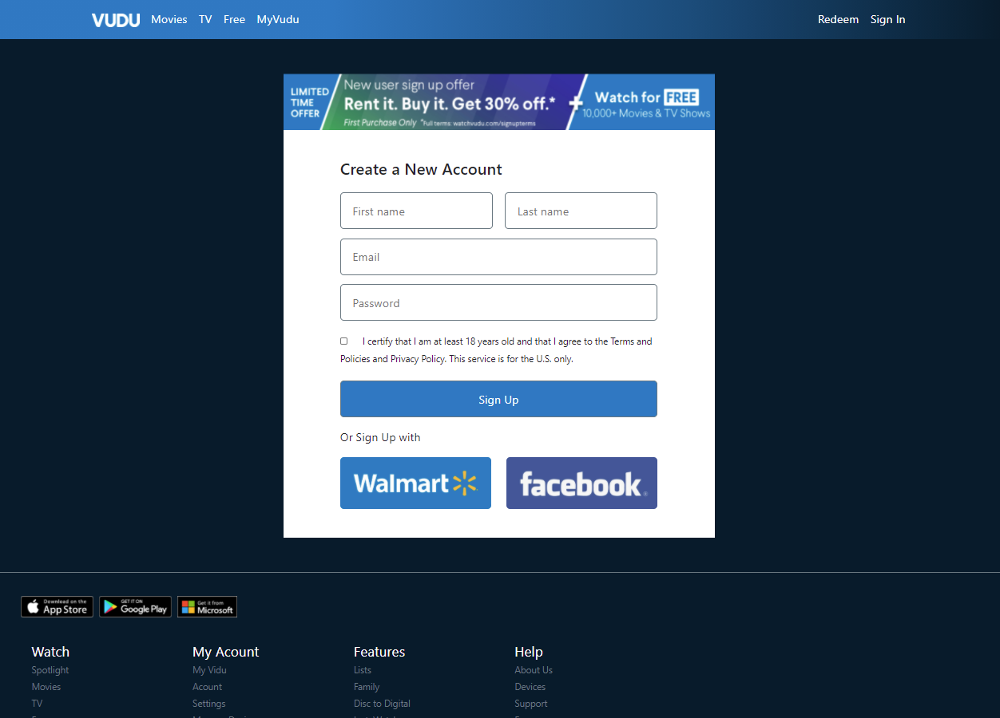 VUDU Movies TV Free MyVudu Redeem Sign In
LIMITED TIME OFFER
New user sign up offer
Rent it. Buy it. Get 30% off.*
First Purchase Only *Full terms: watchvudu.com/signupterms
+ Watch for FREE
10,000+ Movies & TV Shows
Create a New Account
First name Last name
Email
Password
I certify that I am at least 18 years old and that I agree to the Terms and
Policies and Privacy Policy. This service is for the U.S. only.
Sign Up
Or Sign Up with
Walmart facebook®
Download on the App Store GET IT ON Google Play Get it from Microsoft
Watch My Acount Features Help
Spotlight My Vidu Lists About Us
Movies Acount Family Devices
TV Settings Disc to Digital Support